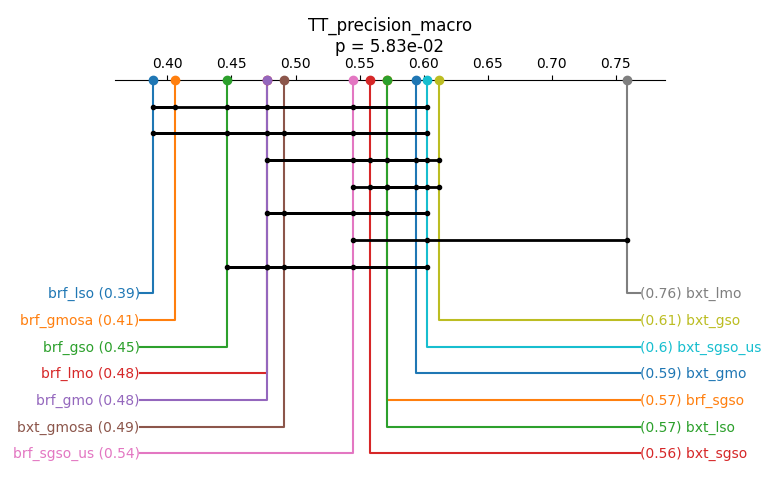 TT_precision_macro
p = 5.83e-02
0.40 0.45 0.50 0.55 0.60 0.65 0.70 0.75
brf_lso (0.39) (0.76) bxt_lmo
brf_gmosa (0.41) (0.61) bxt_gso
brf_gso (0.45) (0.6) bxt_sgso_us
brf_lmo (0.48) (0.59) bxt_gmo
brf_gmo (0.48) (0.57) brf_sgso
bxt_gmosa (0.49) (0.57) bxt_lso
brf_sgso_us (0.54) (0.56) bxt_sgso